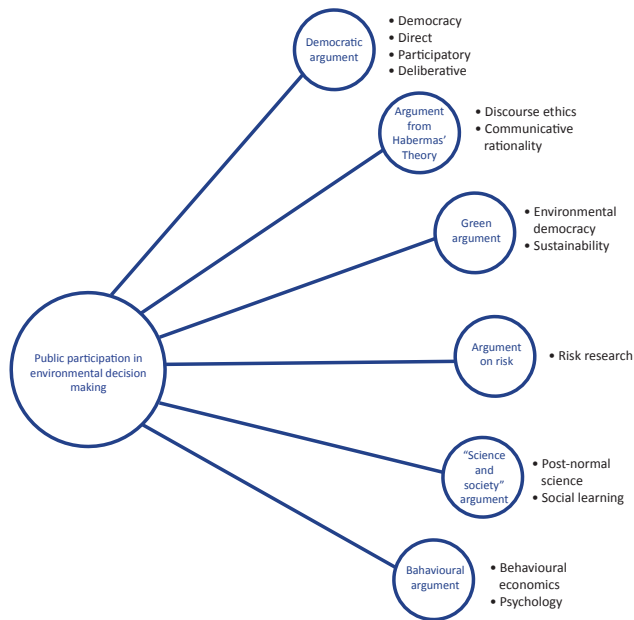 Democratic
argument
• Democracy
• Direct
• Participatory
• Deliberative
Argument
from
Habermas'
Theory
• Discourse ethics
• Communicative
rationality
Green
argument
• Environmental
democracy
• Sustainability
Public participation in
environmental decision
making
Argument
on risk
• Risk research
"Science
and
society"
argument
• Post-normal
science
• Social learning
Bahavioural
argument
• Behavioural
economics
• Psychology